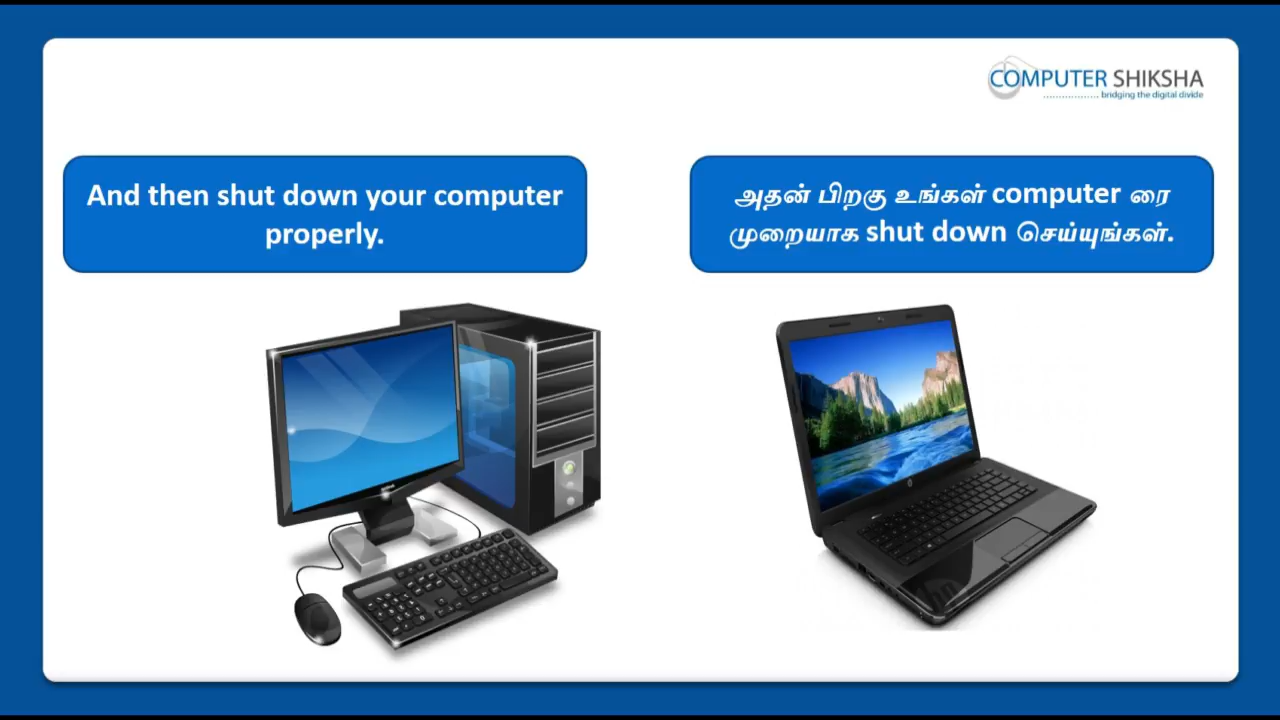 COMPUTER SHIKSHA
bridging the digital divide
And then shut down your computer
properly.
அதன் பிறகு உங்கள் computer ரை
முறையாக shut down செய்யுங்கள்.